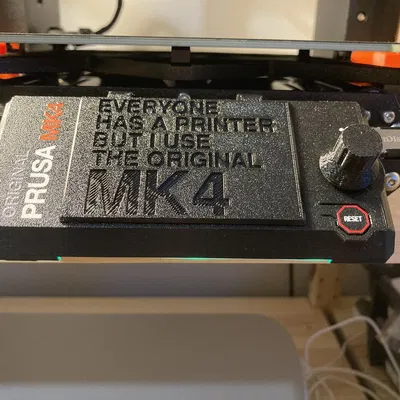 ORIGINAL
PRUSA MK4
EVERYONE
HAS A PRINTER
BUT I USE
THE ORIGINAL
MK4
RESET